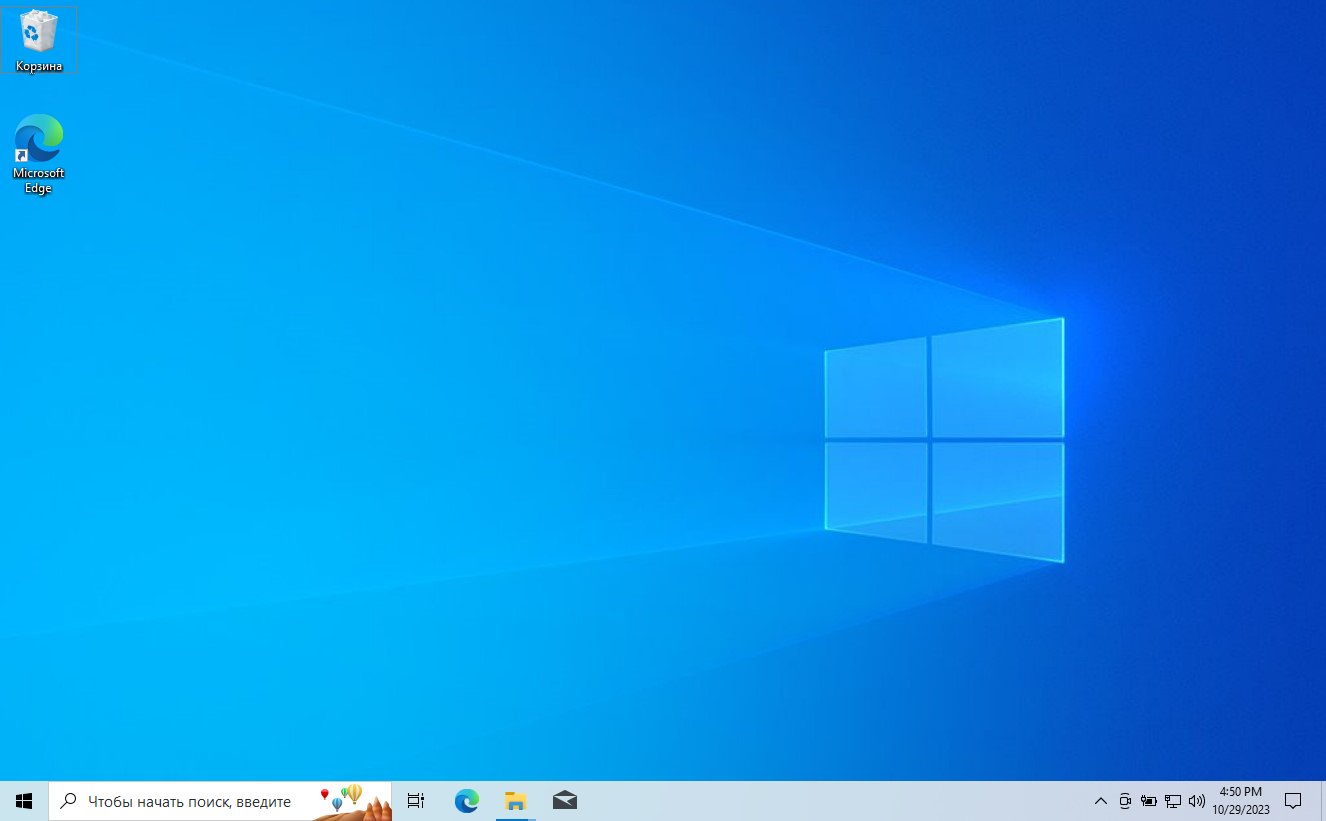 Корзина
Microsoft
Edge
Чтобы начать поиск, введите
4:50 PM
10/29/2023